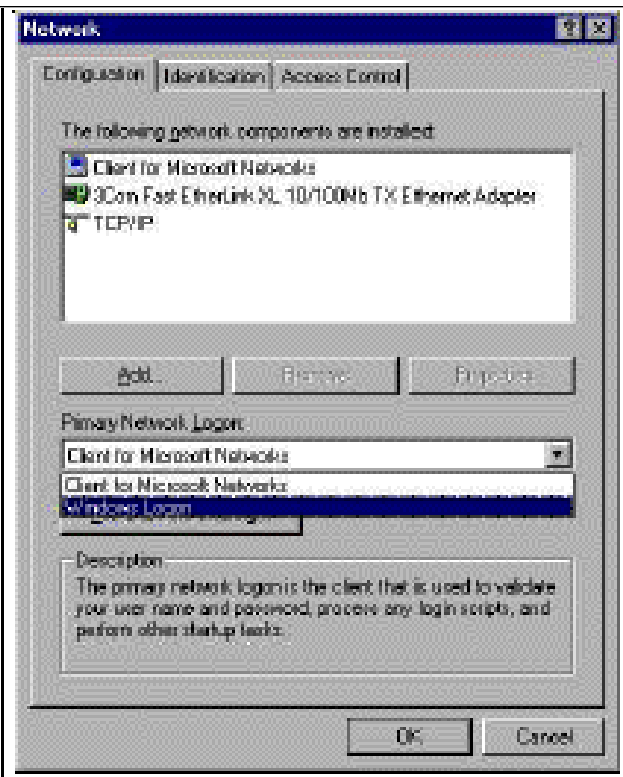 Network
Configuration Identification Access Control
The following network components are installed:
Client for Microsoft Networks
3Com Fast EtherLink XL 10/100Mb TX Ethernet Adapter
TCP/IP
Add... Remove Properties
Primary Network Logon:
Client for Microsoft Networks
Client for Microsoft Networks
Windows Logon
Description
The primary network logon is the client that is used to validate
your user name and password, process any login scripts, and
perform other startup tasks.
OK Cancel